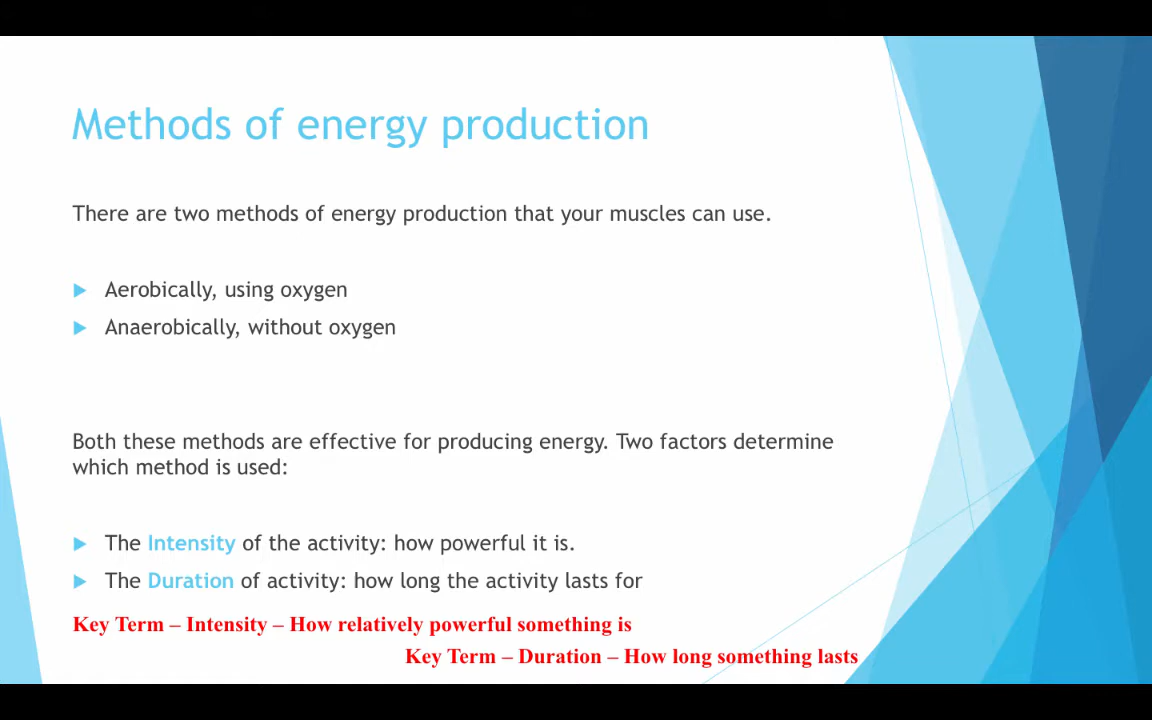 Methods of energy production
There are two methods of energy production that your muscles can use.
Aerobically, using oxygen
Anaerobically, without oxygen
Both these methods are effective for producing energy. Two factors determine
which method is used:
The Intensity of the activity: how powerful it is.
The Duration of activity: how long the activity lasts for
Key Term – Intensity – How relatively powerful something is
Key Term – Duration – How long something lasts